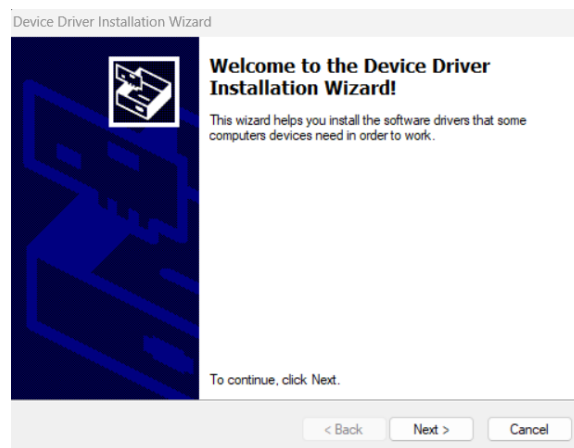 Device Driver Installation Wizard
Welcome to the Device Driver
Installation Wizard!
This wizard helps you install the software drivers that some
computers devices need in order to work.
To continue, click Next.
< Back
Next >
Cancel